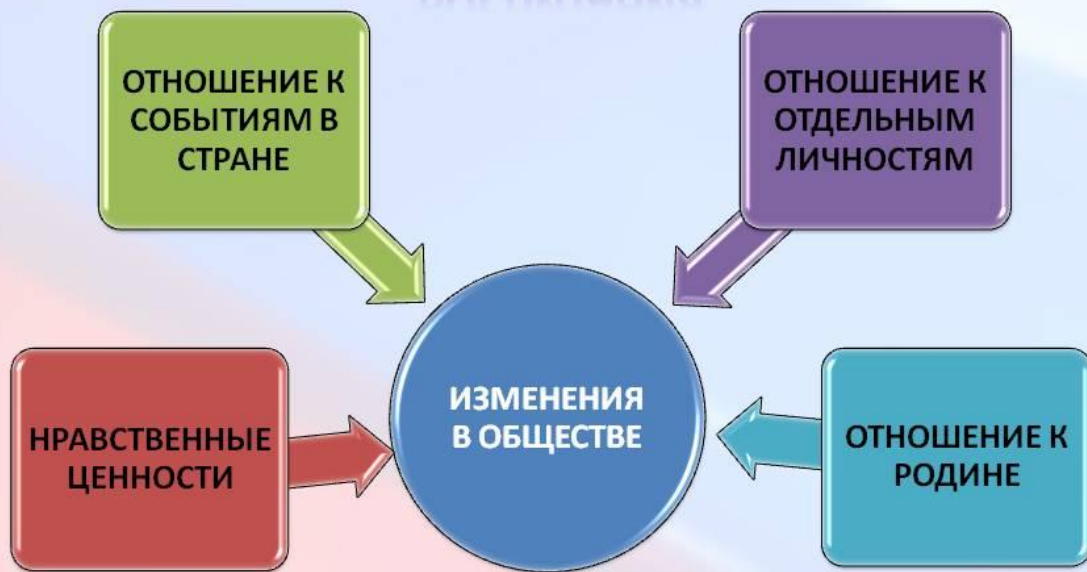 ОТНОШЕНИЕ К
СОБЫТИЯМ В
СТРАНЕ
ОТНОШЕНИЕ К
ОТДЕЛЬНЫМ
ЛИЧНОСТЯМ
НРАВСТВЕННЫЕ
ЦЕННОСТИ
ИЗМЕНЕНИЯ
В ОБЩЕСТВЕ
ОТНОШЕНИЕ К
РОДИНЕ